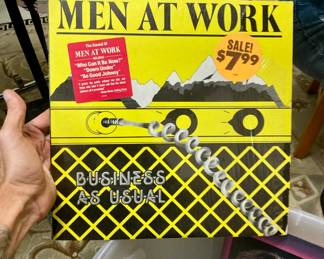 MEN AT WORK
The Sound Of
MEN AT WORK
"Who Can It Be Now?"
"Down Under"
"Be Good Johnny"
SALE!
$7.99
BUSINESS
AS USUAL